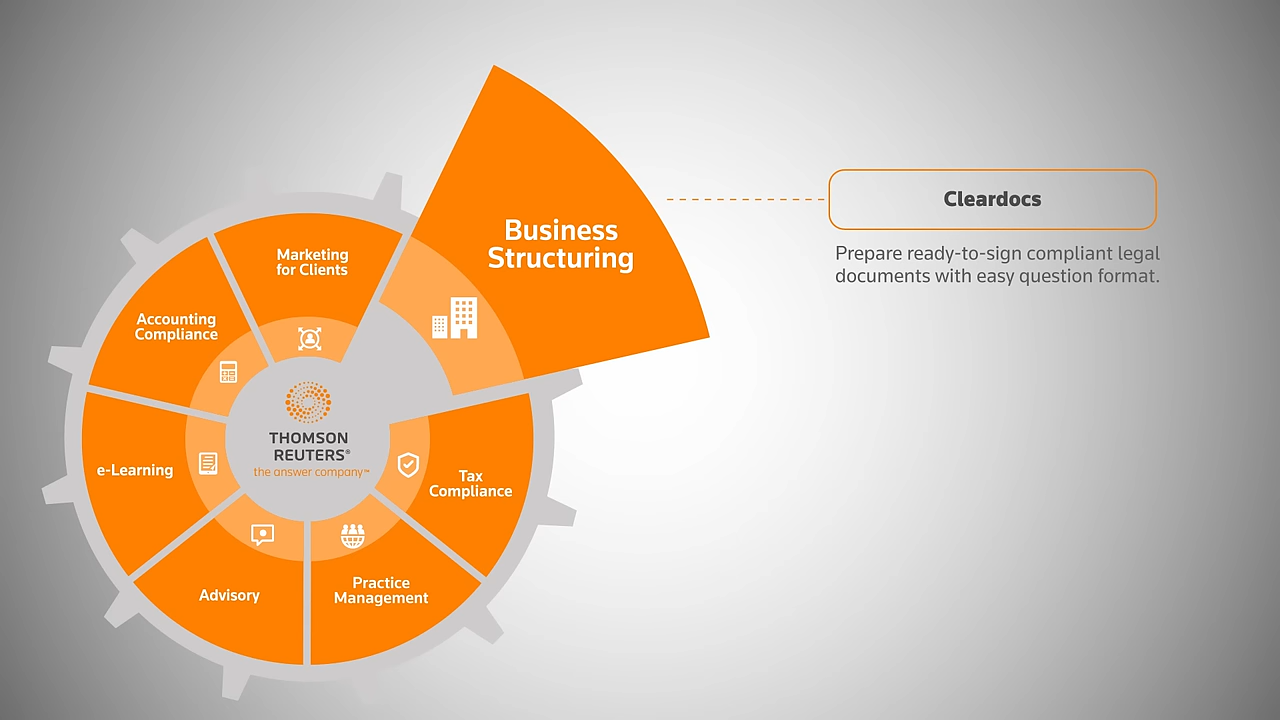 Business
Structuring
Cleardocs
Prepare ready-to-sign compliant legal
documents with easy question format.
Marketing
for Clients
Accounting
Compliance
THOMSON
REUTERS®
the answer company™
e-Learning
Tax
Compliance
Advisory
Practice
Management